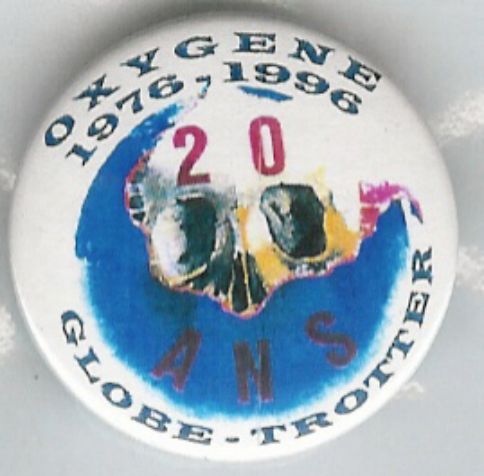 OXYGENE
1976, 1996
20
ANS
GLOBE-TROTTER